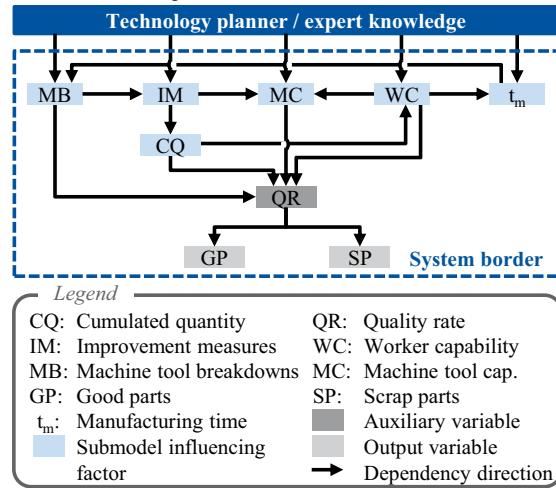 Technology planner / expert knowledge
MB IM MC WC tm
CQ
QR
GP SP
System border
Legend
CQ: Cumulated quantity QR: Quality rate
IM: Improvement measures WC: Worker capability
MB: Machine tool breakdowns MC: Machine tool cap.
GP: Good parts SP: Scrap parts
tm: Manufacturing time Auxiliary variable
Submodel influencing Output variable
factor Dependency direction